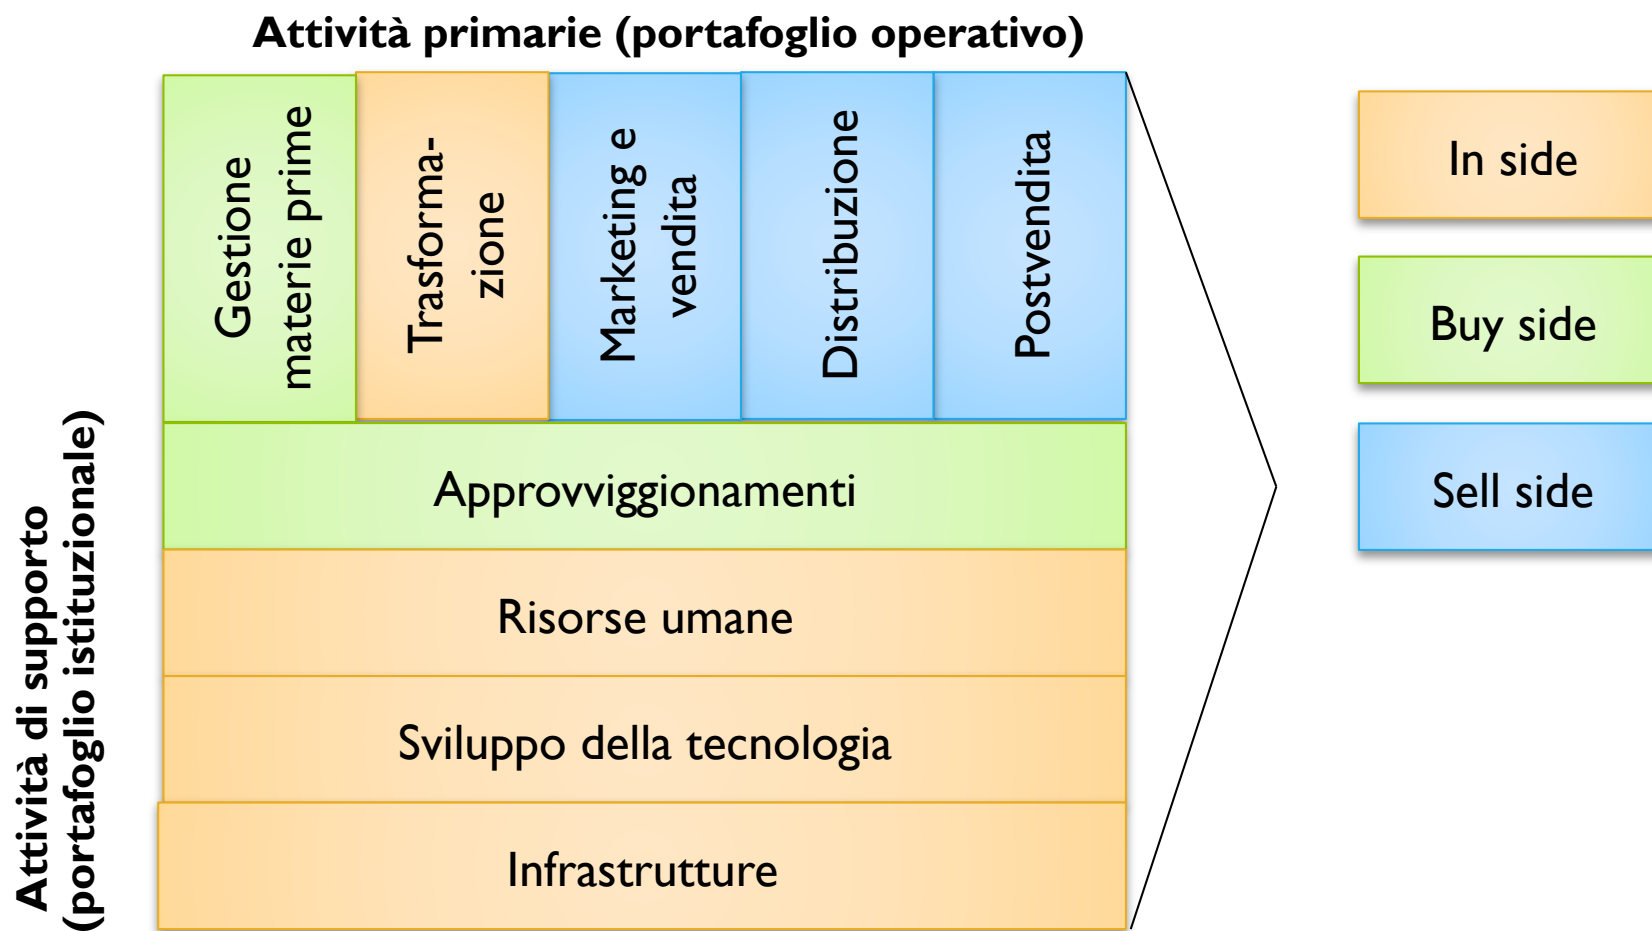 Attività primarie (portafoglio operativo)
Gestione
materie prime
Trasforma-
zione
Marketing e
vendita
Distribuzione
Postvendita
Attività di supporto
(portafoglio istituzionale)
Approvviggionamenti
Risorse umane
Sviluppo della tecnologia
Infrastrutture
In side
Buy side
Sell side